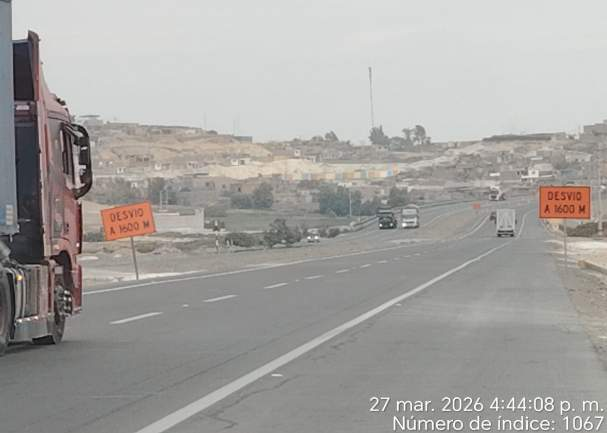 DESVIO
A 1600 M
DESVIO
A 1600 M
27 mar. 2026 4:44:08 p. m.
Número de índice: 1067